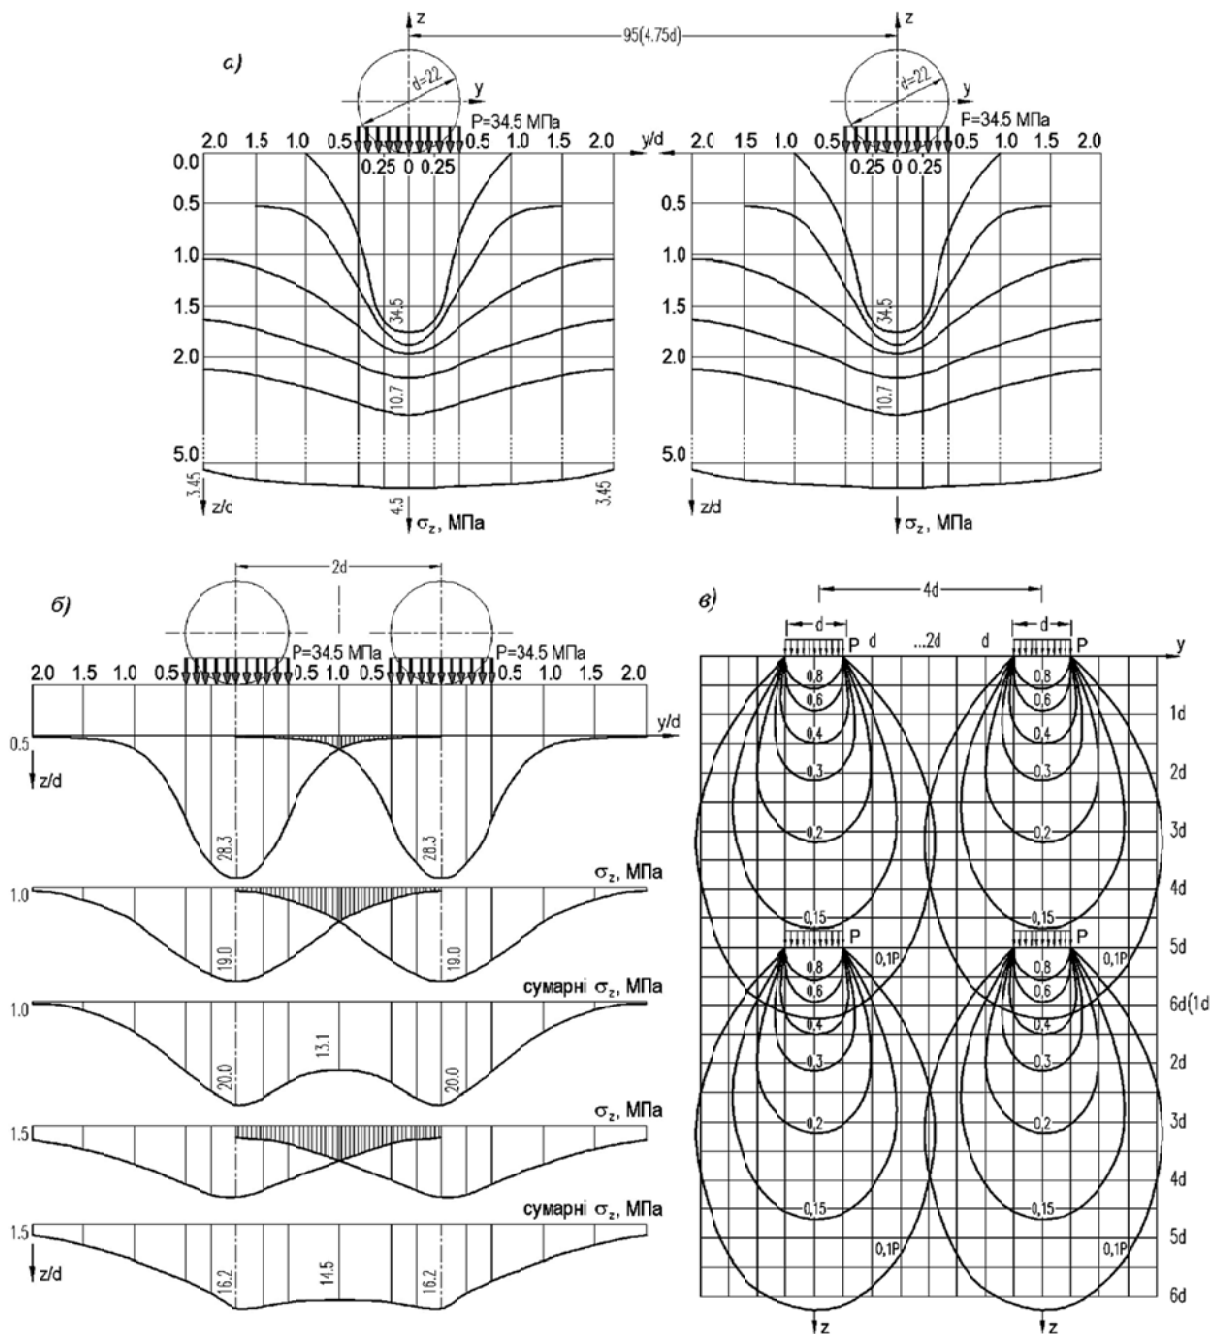 z z
95(4.75d)
а)
d=22 d=22
y y
P=34.5 МПа P=34.5 МПа
2.0 1.5 1.0 0.5 0.5 1.0 1.5 2.0 y/d 2.0 1.5 1.0 0.5 0.5 1.0 1.5 2.0
0.0 0.25 0 0.25 0.25 0 0.25
0.5 0.5
1.0 1.0
1.5 34.5 1.5 34.5
2.0 2.0
10.7 10.7
5.0 5.0
3.45 4.5 3.45
z/d σz, МПа z/d σz, МПа
б)
2d
P=34.5 МПа P=34.5 МПа
2.0 1.5 1.0 0.5 0.5 1.0 0.5 0.5 1.0 1.5 2.0
y/d
0.5
z/d
28.3 28.3
σz, МПа
1.0
19.0 19.0
сумарні σz, МПа
1.0
13.1
20.0 20.0
σz, МПа
1.5
сумарні σz, МПа
1.5
z/d
16.2 14.5 16.2
в)
4d
d d
P d ...2d d P y
0,8 0,8
0,6 0,6 1d
0,4 0,4
0,3 0,3 2d
0,2 0,2 3d
4d
0,15 0,15
P P
0,1P 0,1P 5d
0,8 0,8
0,6 0,6 6d(1d
0,4 0,4
0,3 0,3 2d
0,2 0,2 3d
4d
0,15 0,15
0,1P 0,1P 5d
6d
z z